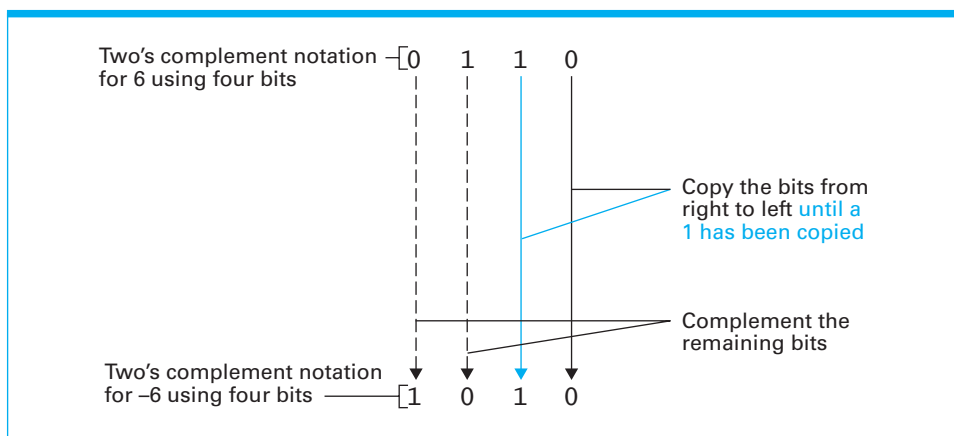 Two's complement notation
for 6 using four bits
0 1 1 0
Copy the bits from
right to left until a
1 has been copied
Complement the
remaining bits
Two's complement notation
for –6 using four bits
1 0 1 0